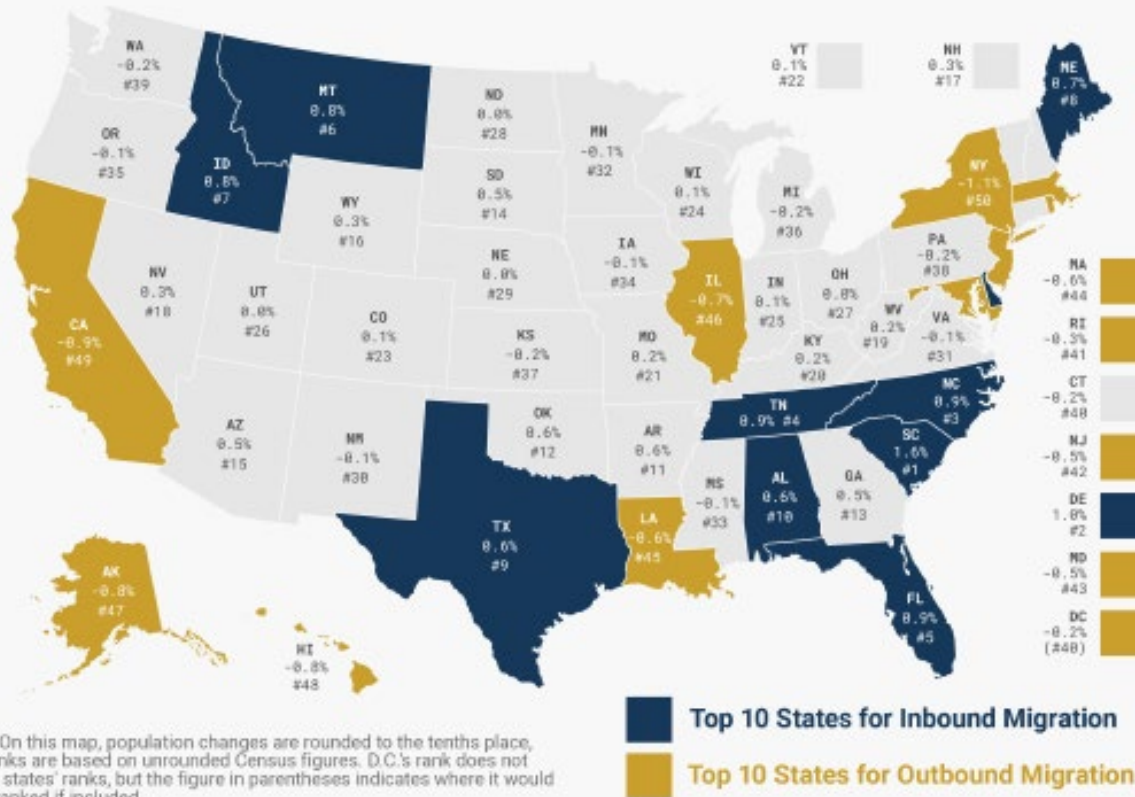 WA
-0.2%
#39
MT
0.8%
#6
ND
0.0%
#28
MN
-0.1%
#32
VT
0.1%
#22
NH
0.3%
#17
ME
0.7%
#8
OR
-0.1%
#35
ID
0.8%
#7
WY
0.3%
#16
SD
0.5%
#14
WI
0.1%
#24
MI
-0.2%
#36
NY
-1.1%
#50
NV
0.3%
#18
UT
0.0%
#26
CO
0.1%
#23
NE
0.0%
#29
IA
-0.1%
#34
IL
-0.7%
#46
IN
0.1%
#25
OH
0.0%
#27
PA
-0.2%
#38
CA
-0.9%
#49
KS
-0.2%
#37
MO
0.2%
#21
KY
0.2%
#20
WV
0.2%
#19
VA
-0.1%
#31
MA
-0.6%
#44
RI
-0.3%
#41
CT
-0.2%
#40
NJ
-0.5%
#42
DE
1.0%
#2
MD
-0.5%
#43
DC
-0.2%
(#40)
AZ
0.5%
#15
NM
-0.1%
#30
OK
0.6%
#12
AR
0.6%
#11
TN
0.9% #4
NC
0.9%
#3
SC
1.6%
#1
TX
0.6%
#9
LA
-0.6%
#45
MS
-0.1%
#33
AL
0.6%
#10
GA
0.5%
#13
FL
0.9%
#5
AK
-0.8%
#47
HI
-0.8%
#48
Top 10 States for Inbound Migration
Top 10 States for Outbound Migration
On this map, population changes are rounded to the tenths place,
nks are based on unrounded Census figures. D.C.'s rank does not
states' ranks, but the figure in parentheses indicates where it would
anked if included